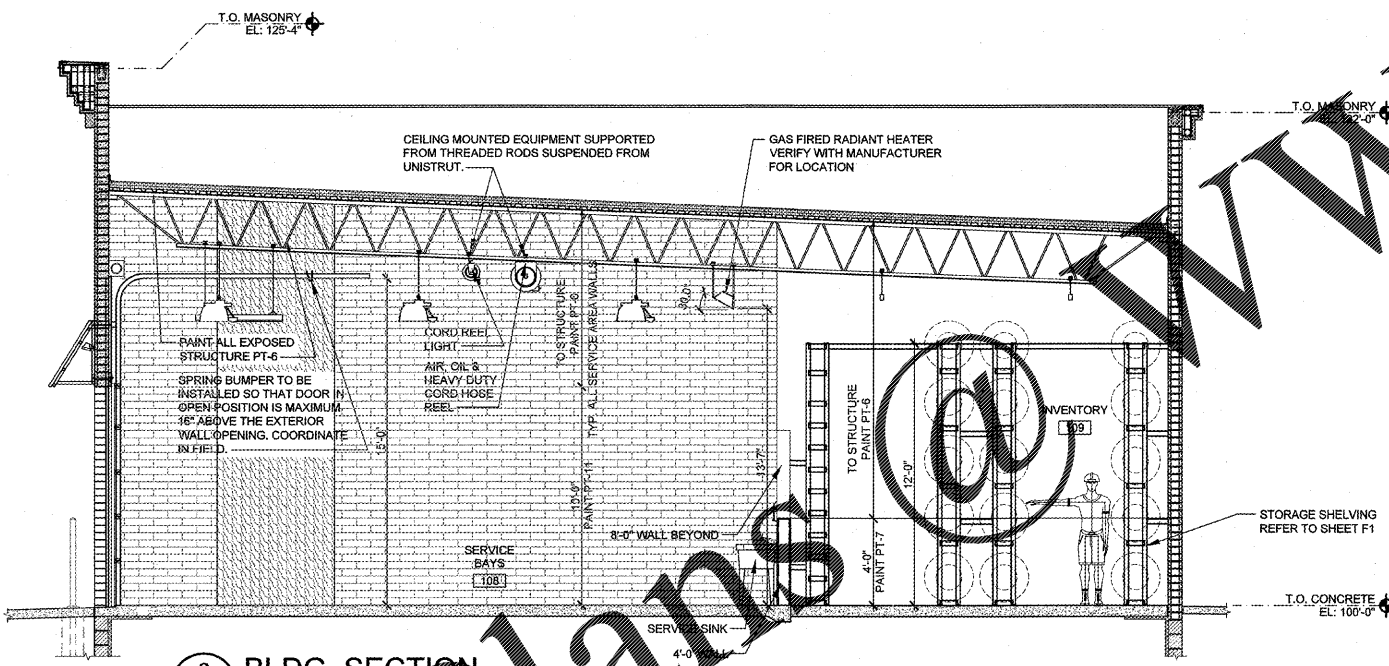 T.O. MASONRY
EL: 125'-4"
T.O. MASONRY
CEILING MOUNTED EQUIPMENT SUPPORTED
FROM THREADED RODS SUSPENDED FROM
UNISTRUT.
GAS FIRED RADIANT HEATER
VERIFY WITH MANUFACTURER
FOR LOCATION
30.0°
PAINT ALL EXPOSED
STRUCTURE PT-6
SPRING BUMPER TO BE
INSTALLED SO THAT DOOR IN
OPEN POSITION IS MAXIMUM
16" ABOVE THE EXTERIOR
WALL OPENING. COORDINATE
IN FIELD.
CORD REEL
LIGHT
AIR, OIL &
HEAVY DUTY
CORD HOSE
REEL
TO STRUCTURE
PAINT PT-6
TYP. ALL SERVICE AREA WALLS
10'-0"
PAINT PT-11
13'-7"
8'-0" WALL BEYOND
SERVICE
BAYS
108
SERVICE SINK
TO STRUCTURE
PAINT PT-6
4'-0"
PAINT PT-7
12'-0"
INVENTORY
109
STORAGE SHELVING
REFER TO SHEET F1
T.O. CONCRETE
EL: 100'-0"
4'-0"
BLDG. SECTION
@